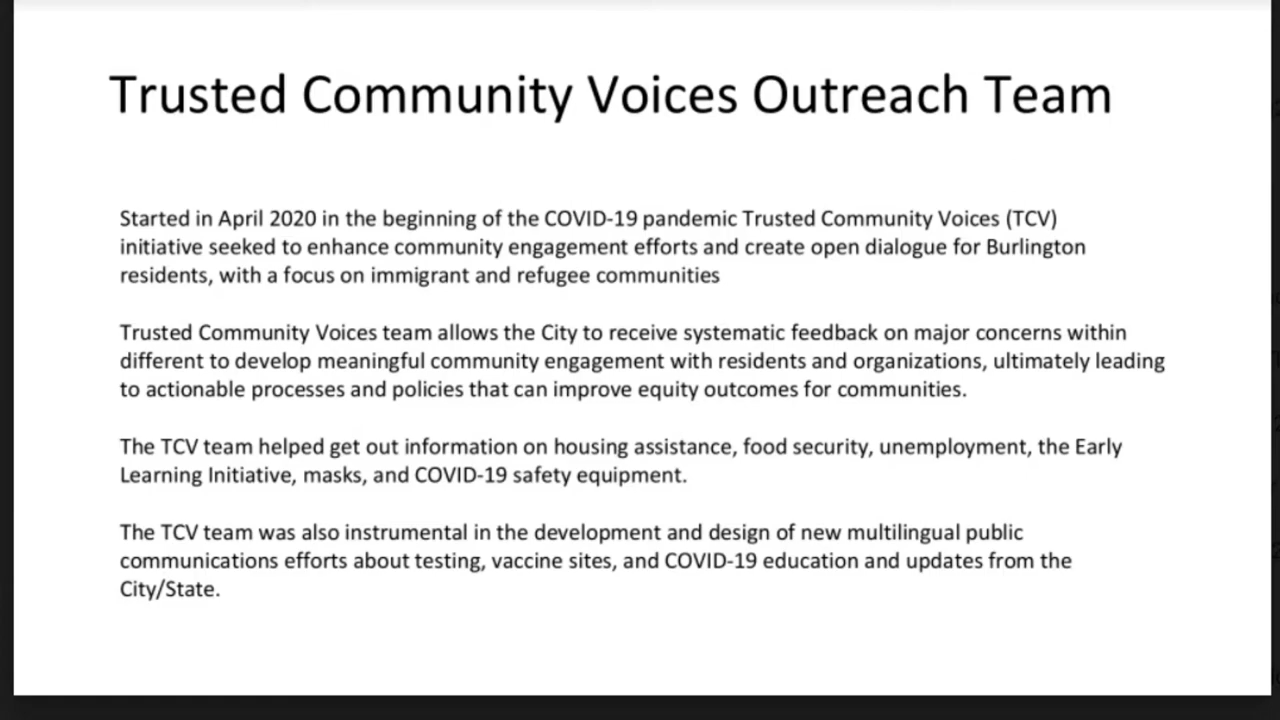 Trusted Community Voices Outreach Team
Started in April 2020 in the beginning of the COVID-19 pandemic Trusted Community Voices (TCV)
initiative seeked to enhance community engagement efforts and create open dialogue for Burlington
residents, with a focus on immigrant and refugee communities
Trusted Community Voices team allows the City to receive systematic feedback on major concerns within
different to develop meaningful community engagement with residents and organizations, ultimately leading
to actionable processes and policies that can improve equity outcomes for communities.
The TCV team helped get out information on housing assistance, food security, unemployment, the Early
Learning Initiative, masks, and COVID-19 safety equipment.
The TCV team was also instrumental in the development and design of new multilingual public
communications efforts about testing, vaccine sites, and COVID-19 education and updates from the
City/State.